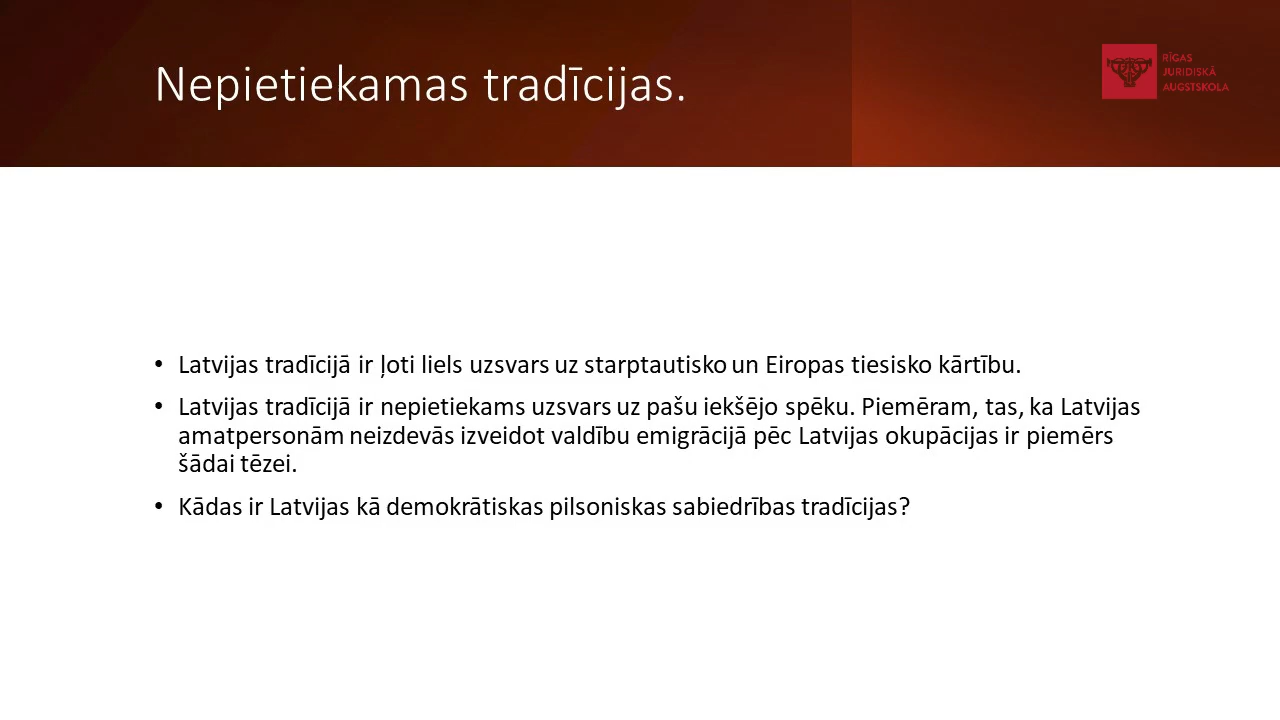 Nepietiekamas tradīcijas.
RĪGAS
JURIDISKĀ
AUGSTSKOLA
• Latvijas tradīcijā ir ļoti liels uzsvars uz starptautisko un Eiropas tiesisko kārtību.
• Latvijas tradīcijā ir nepietiekams uzsvars uz pašu iekšējo spēku. Piemēram, tas, ka Latvijas
amatpersonām neizdevās izveidot valdību emigrācijā pēc Latvijas okupācijas ir piemērs
šādai tēzei.
• Kādas ir Latvijas kā demokrātiskas pilsoniskas sabiedrības tradīcijas?